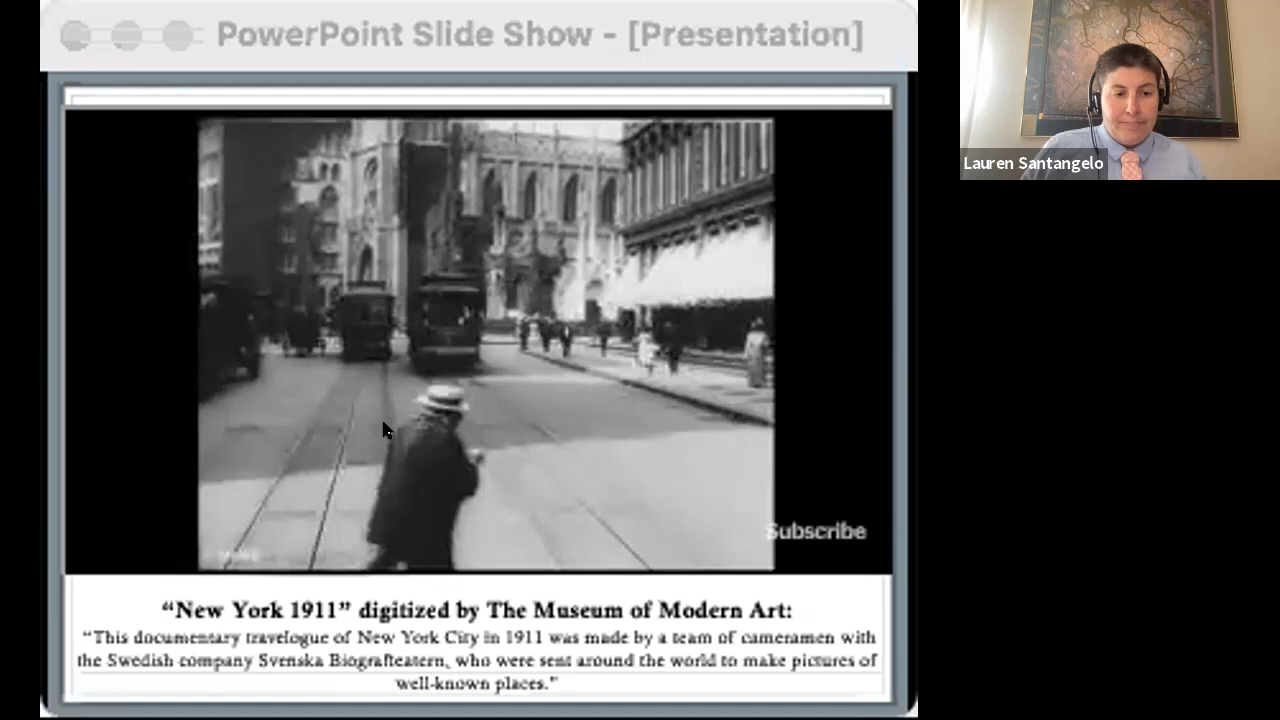 PowerPoint Slide Show - [Presentation]
Lauren Santangelo
Subscribe
“New York 1911” digitized by The Museum of Modern Art:
“This documentary travelogue of New York City in 1911 was made by a team of cameramen with
the Swedish company Svenska Biografteatern, who were sent around the world to make pictures of
well-known places.”